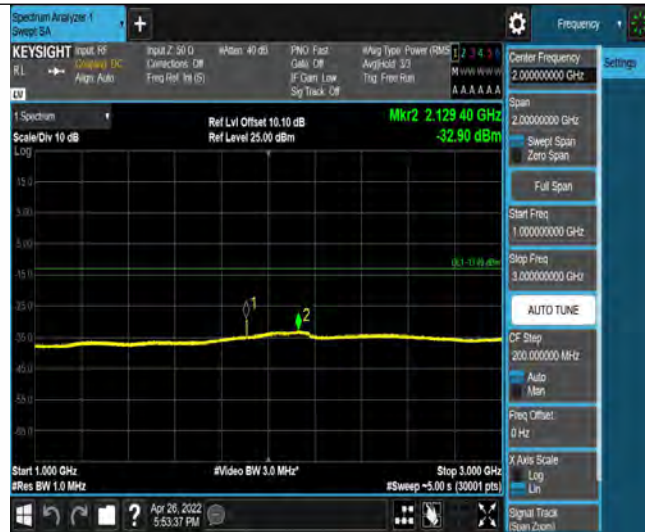 Spectrum Analyzer 1
Swept SA
+
Frequency
KEYSIGHT Input: RF
Coupling: DC
Align: Auto
RL
Input Z: 50 Ω
Corrections: Off
Freq Ref: Int (S)
#Atten: 40 dB
PNO: Fast
Gate: Off
IF Gain: Low
Sig Track: Off
#Avg Type: Power (RMS
Avg|Hold: 3/3
Trig: Free Run
1 2 3 4 5 6
M W W W W W
A A A A A A
LV
1 Spectrum
Scale/Div 10 dB
Log
Ref Lvl Offset 10.10 dB
Ref Level 25.00 dBm
Mkr2 2.129 40 GHz
-32.90 dBm
15.0
5.00
-5.00
-15.0
-25.0
-35.0
-45.0
-55.0
-65.0
1
2
Start 1.000 GHz
#Res BW 1.0 MHz
#Video BW 3.0 MHz*
Stop 3.000 GHz
#Sweep ~5.00 s (30001 pts)
Center Frequency
2.000000000 GHz
Settings
Span
2.00000000 GHz
Swept Span
Zero Span
Full Span
Start Freq
1.000000000 GHz
Stop Freq
3.000000000 GHz
AUTO TUNE
CF Step
200.000000 MHz
Auto
Man
Freq Offset
0 Hz
X Axis Scale
Log
Lin
Signal Track
(Span Zoom)
?
Apr 26, 2022
5:53:37 PM